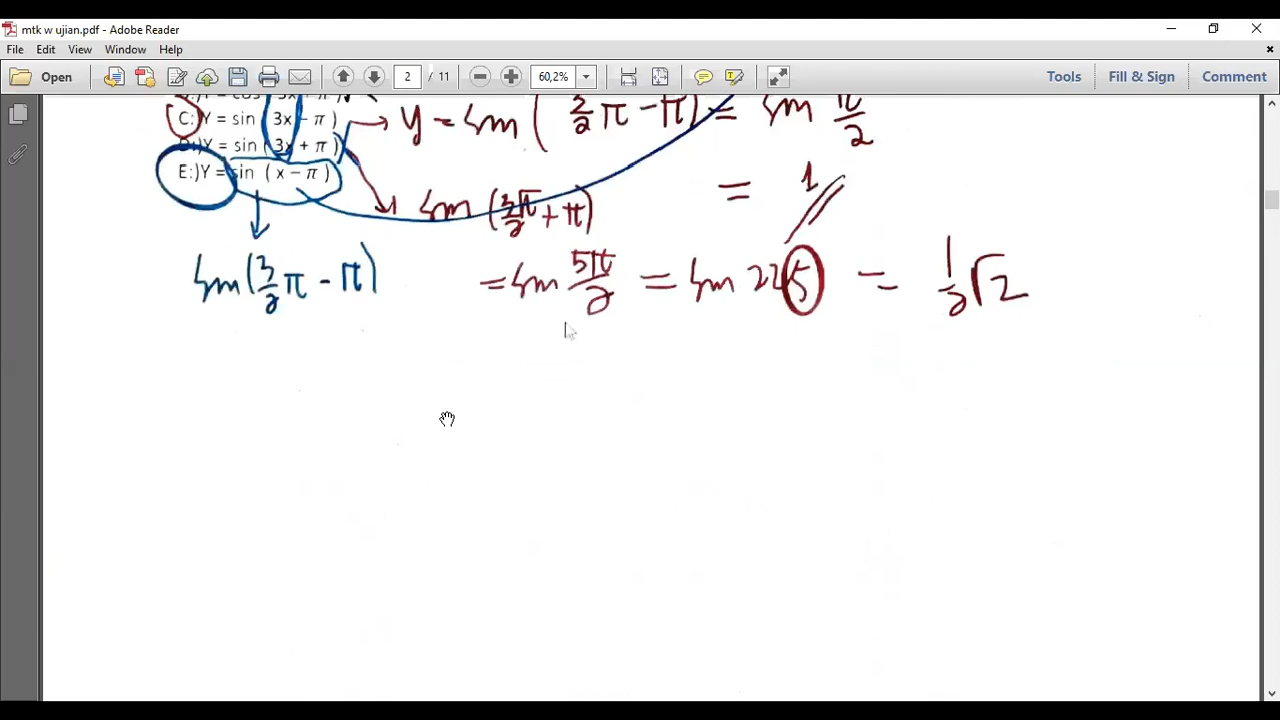 mtk w ujian.pdf - Adobe Reader
File Edit View Window Help
Open 2 / 11 60,2% Tools Fill & Sign Comment
C:)Y = sin ( 3x - π )
y = sin ( 3/2 π - π ) = sin π/2
D:)Y = sin ( 3x + π )
E:)Y = sin ( x - π )
= 1
sin ( 3π/2 + π )
sin ( 3/2 π - π )
= sin 5π/2 = sin 225 = 1/2 √2